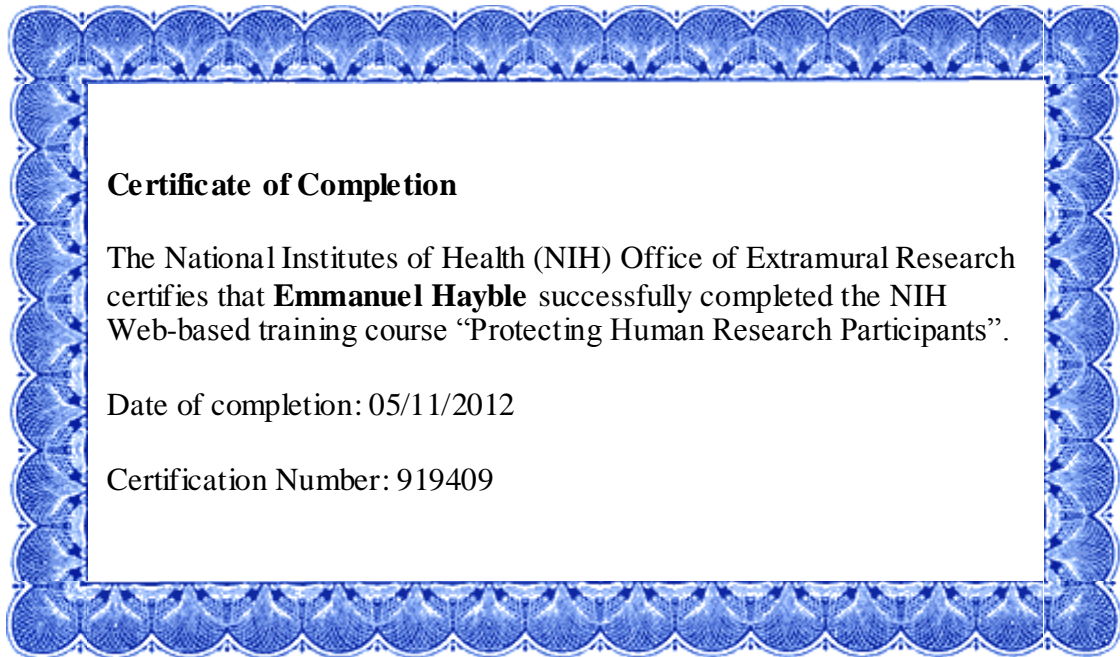 Certificate of Completion
The National Institutes of Health (NIH) Office of Extramural Research
certifies that Emmanuel Hayble successfully completed the NIH
Web-based training course “Protecting Human Research Participants”.
Date of completion: 05/11/2012
Certification Number: 919409